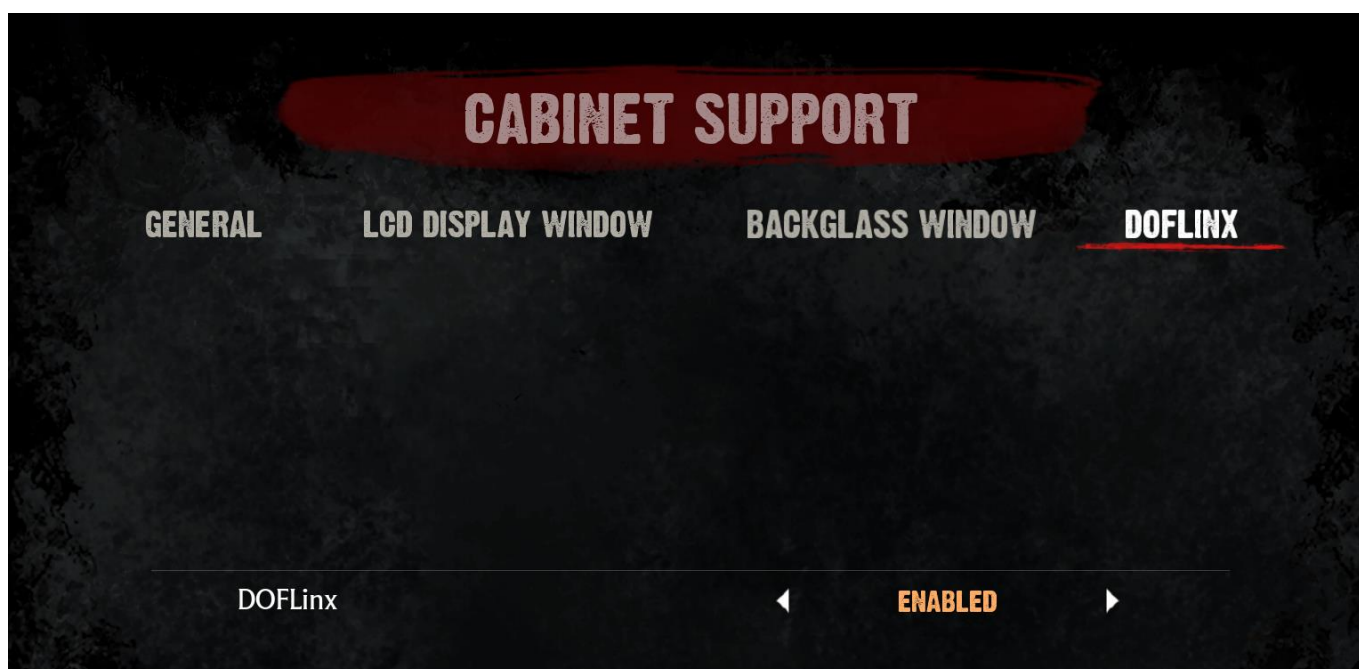 CABINET SUPPORT
GENERAL LCD DISPLAY WINDOW BACKGLASS WINDOW DOFLINX
DOFLinx ENABLED